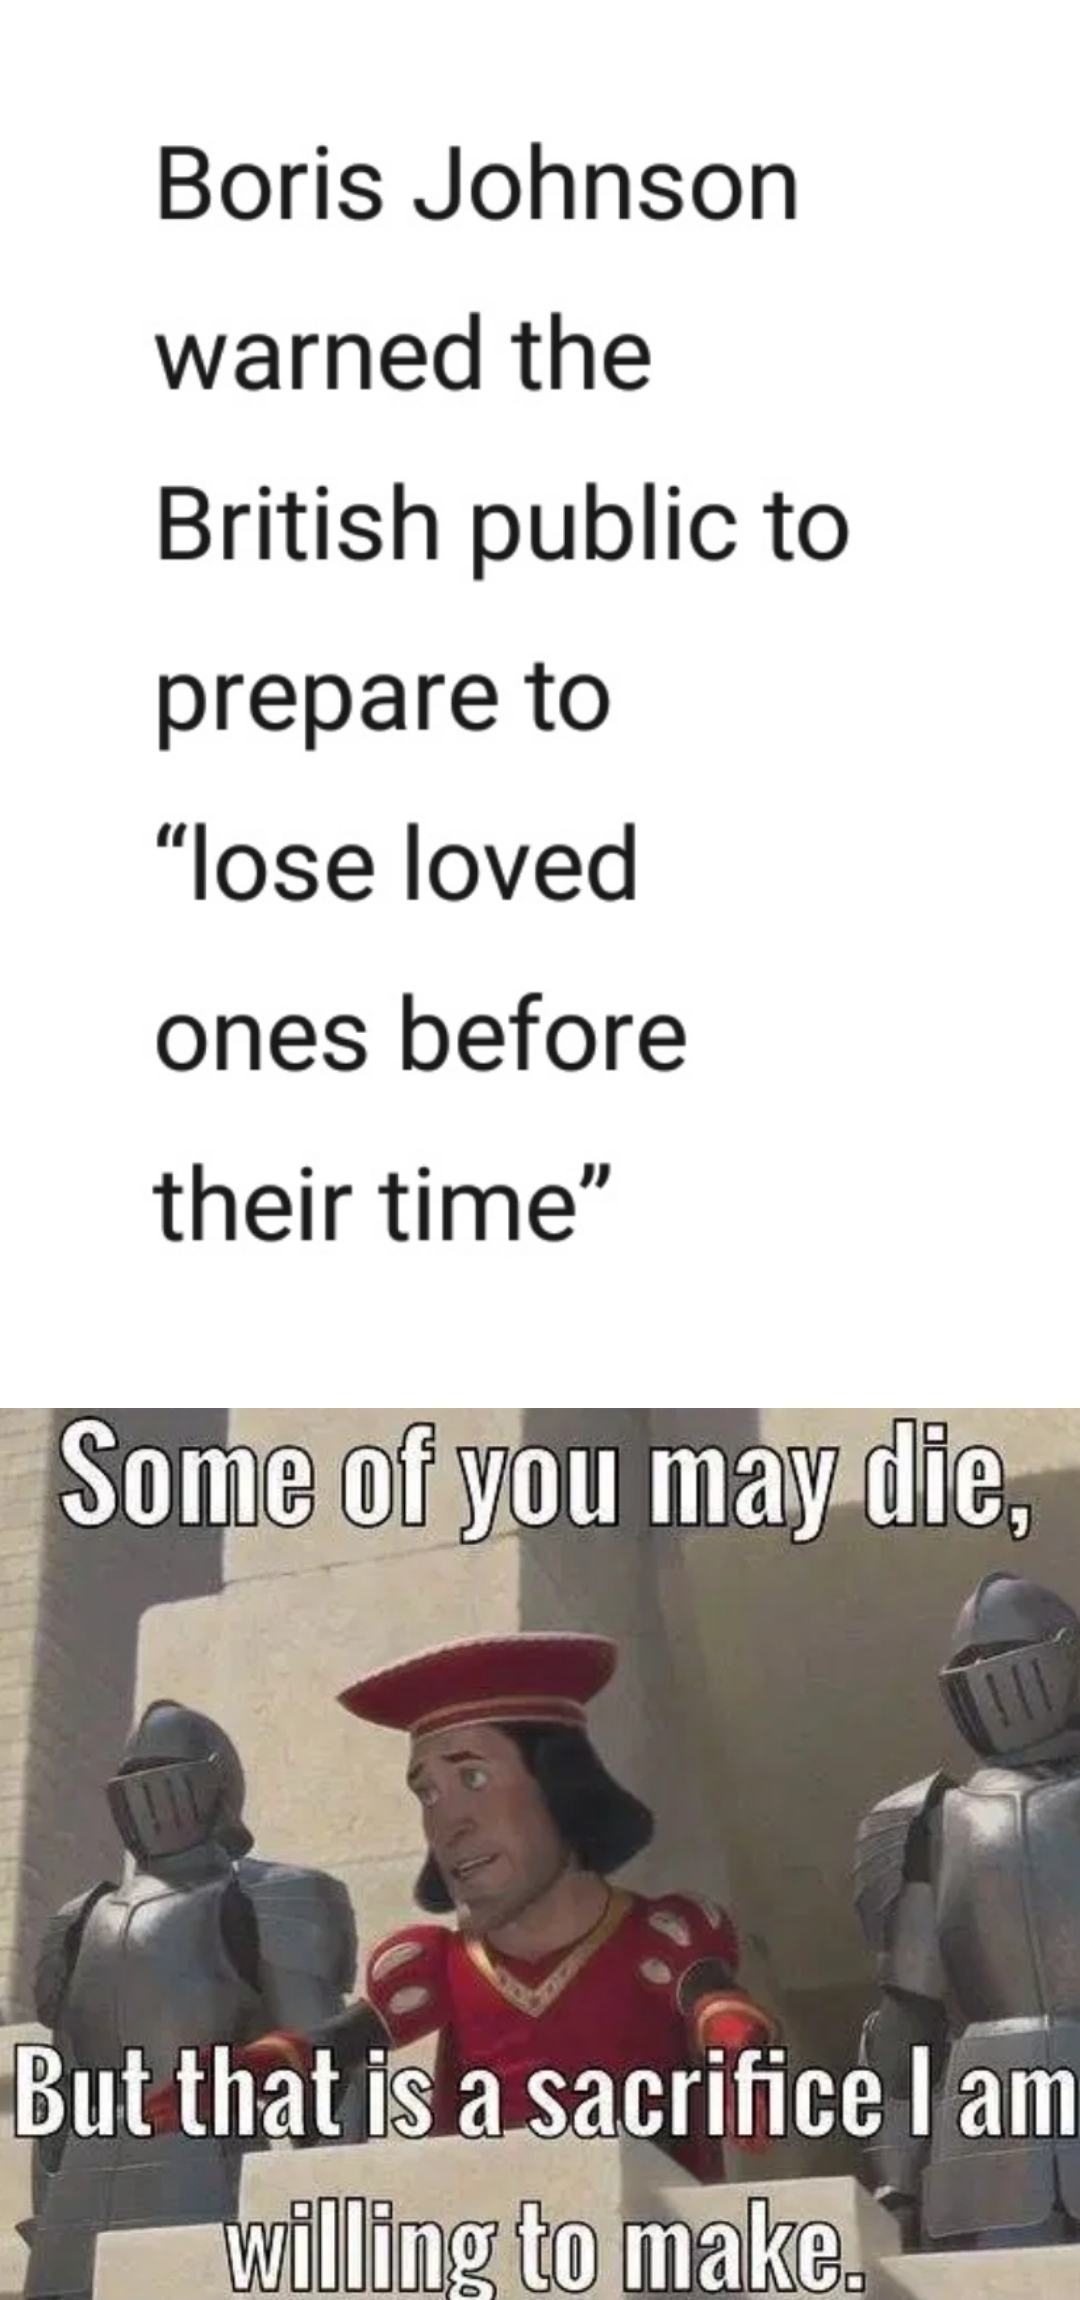 Boris Johnson
warned the
British public to
prepare to
“lose loved
ones before
their time”
Some of you may die,
But that is a sacrifice I am
willing to make.